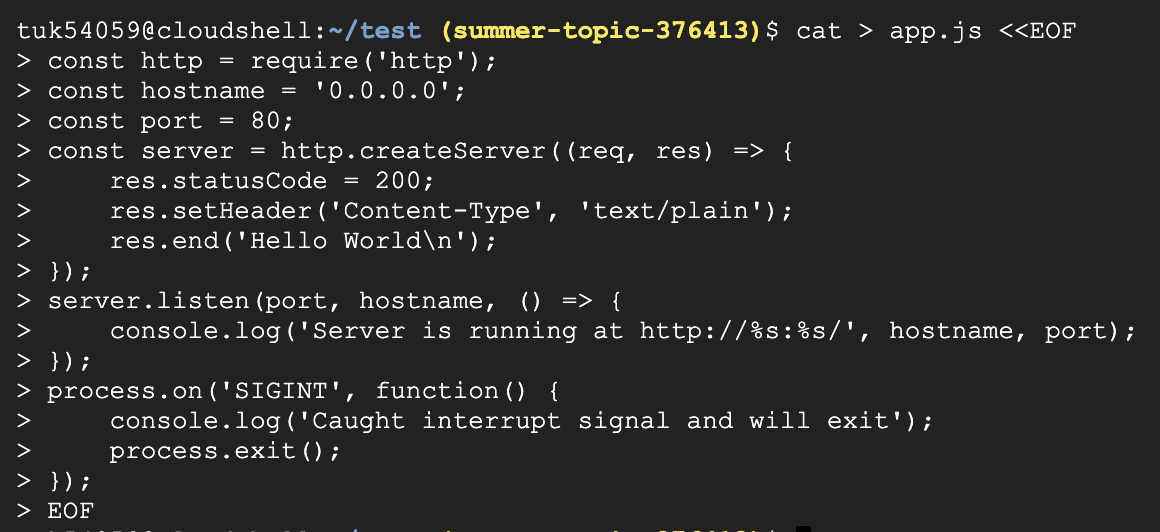 tuk54059@cloudshell:~/test (summer-topic-376413)$ cat > app.js <<EOF
> const http = require('http');
> const hostname = '0.0.0.0';
> const port = 80;
> const server = http.createServer((req, res) => {
>     res.statusCode = 200;
>     res.setHeader('Content-Type', 'text/plain');
>     res.end('Hello World\n');
> });
> server.listen(port, hostname, () => {
>     console.log('Server is running at http://%s:%s/', hostname, port);
> });
> process.on('SIGINT', function() {
>     console.log('Caught interrupt signal and will exit');
>     process.exit();
> });
> EOF